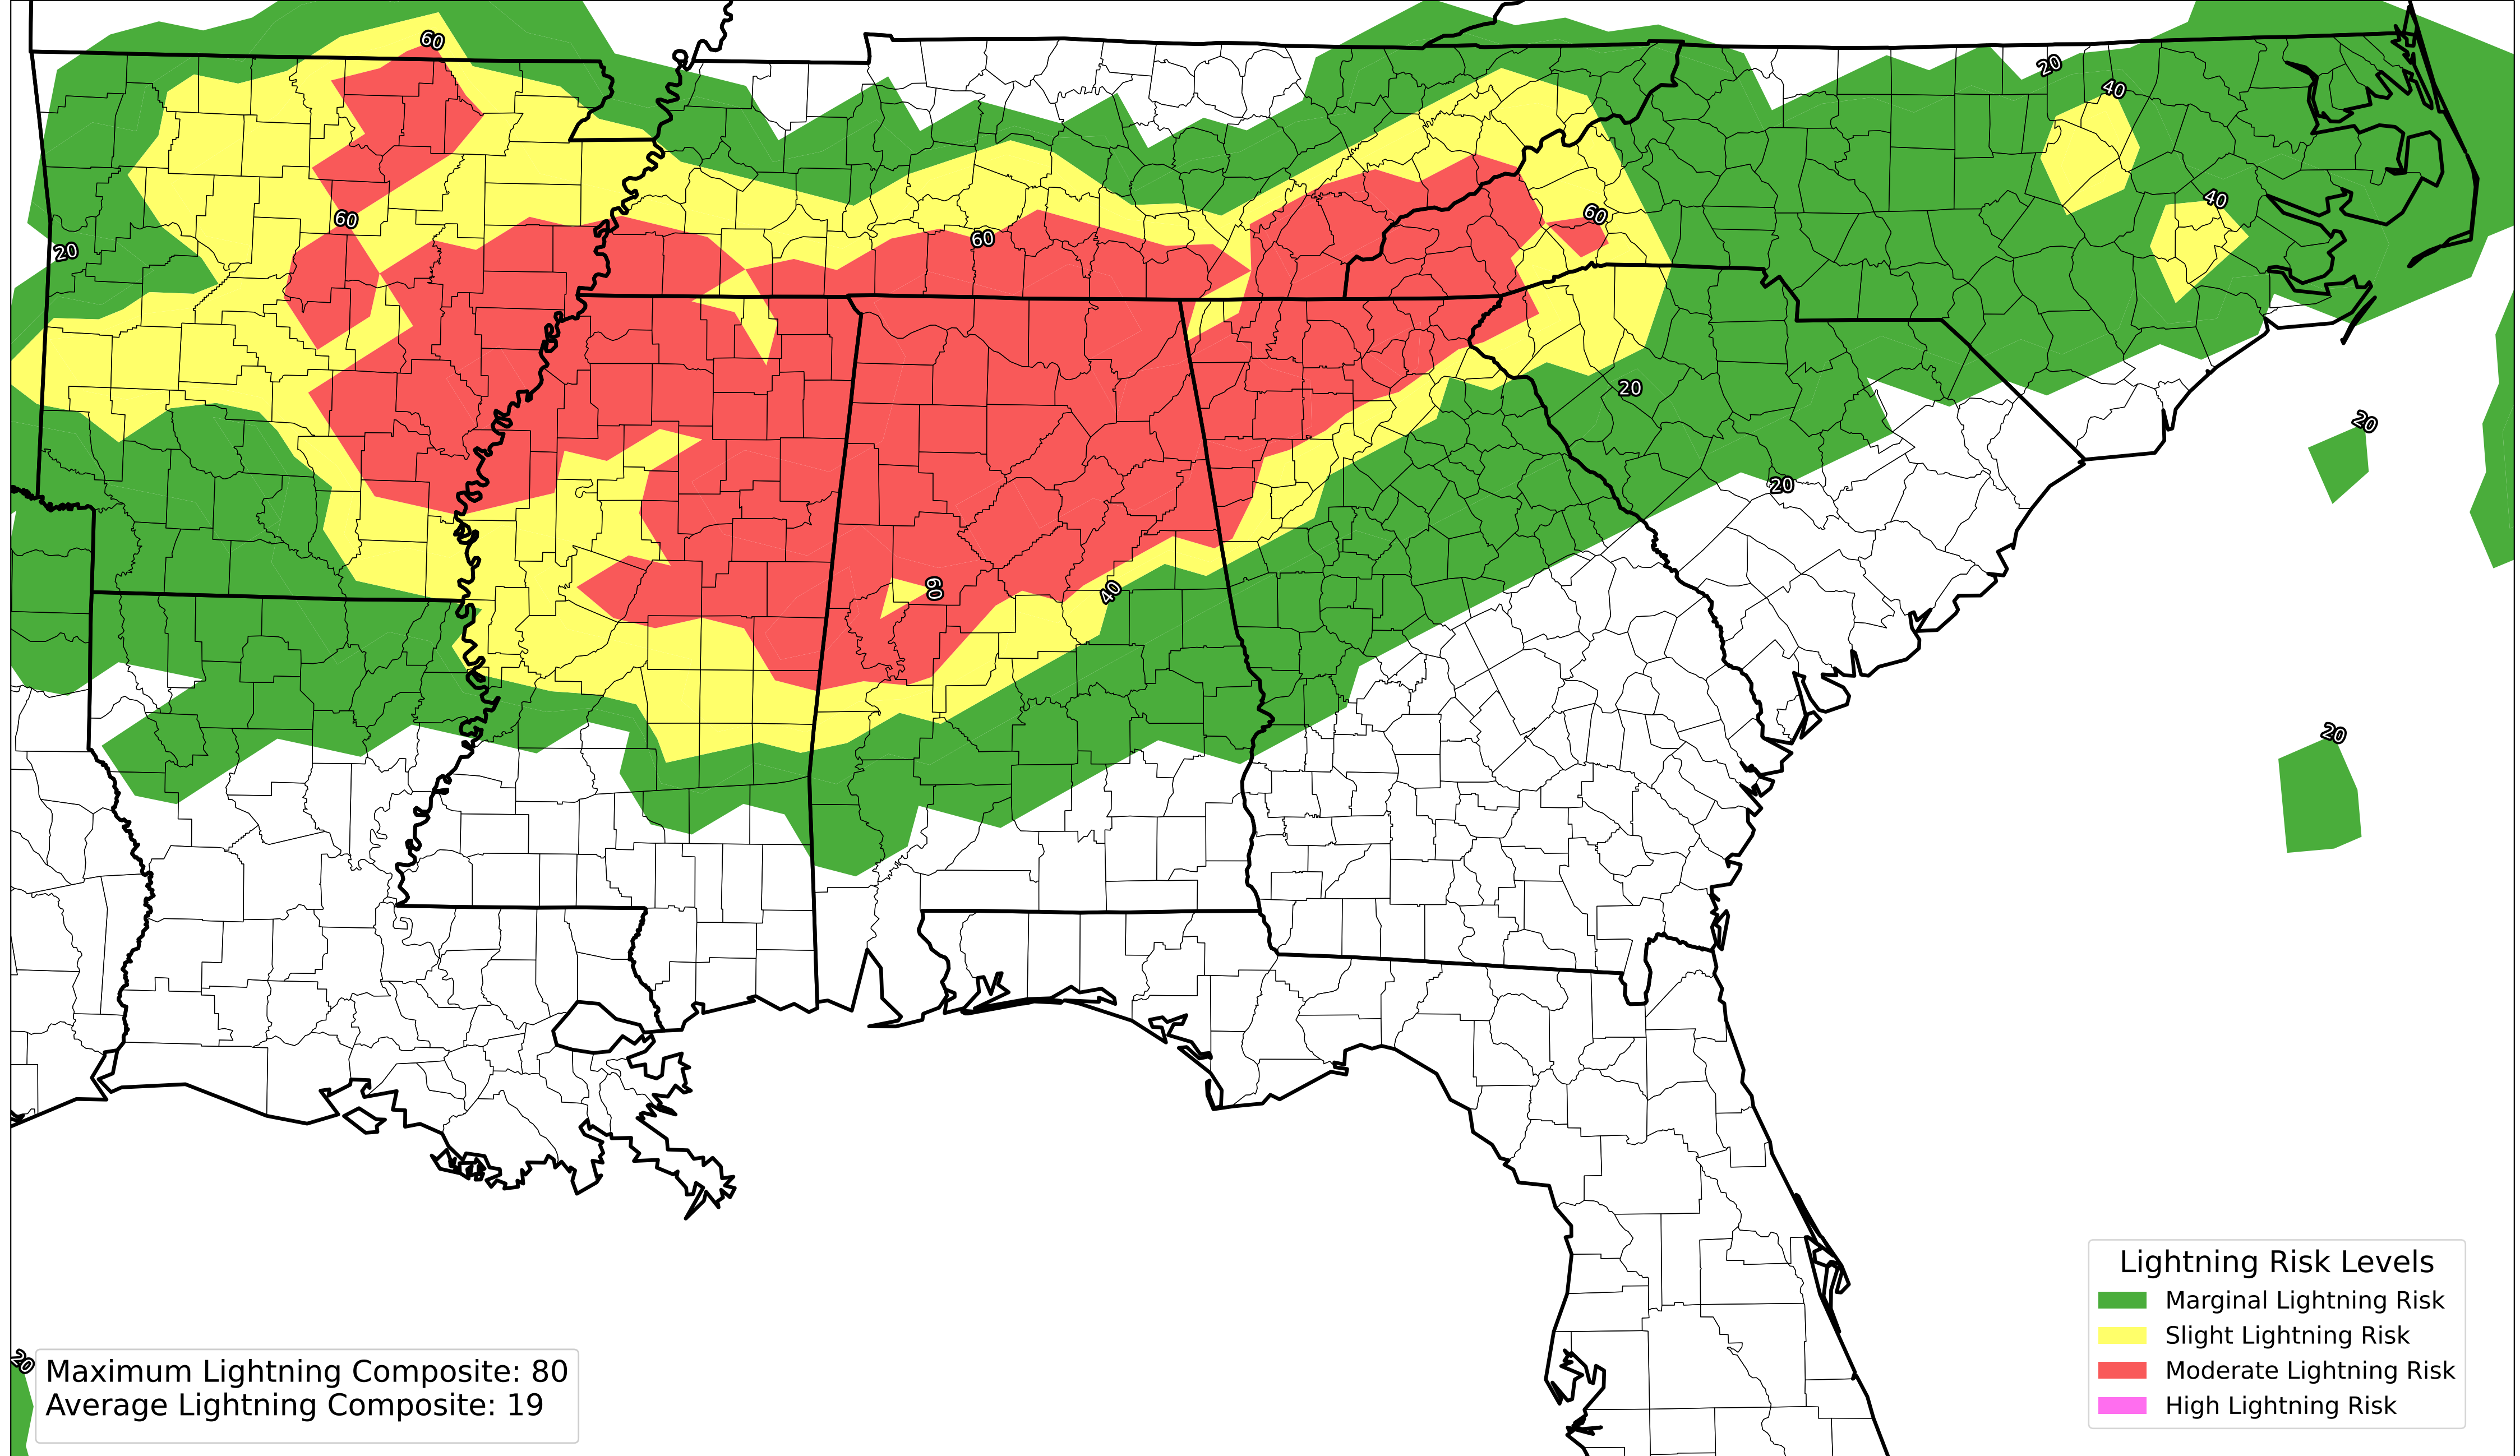 60
20
40
60
40
60
60
20
20
20
20
60
40
20
Lightning Risk Levels
Marginal Lightning Risk
Slight Lightning Risk
Moderate Lightning Risk
High Lightning Risk
20
Maximum Lightning Composite: 80
Average Lightning Composite: 19